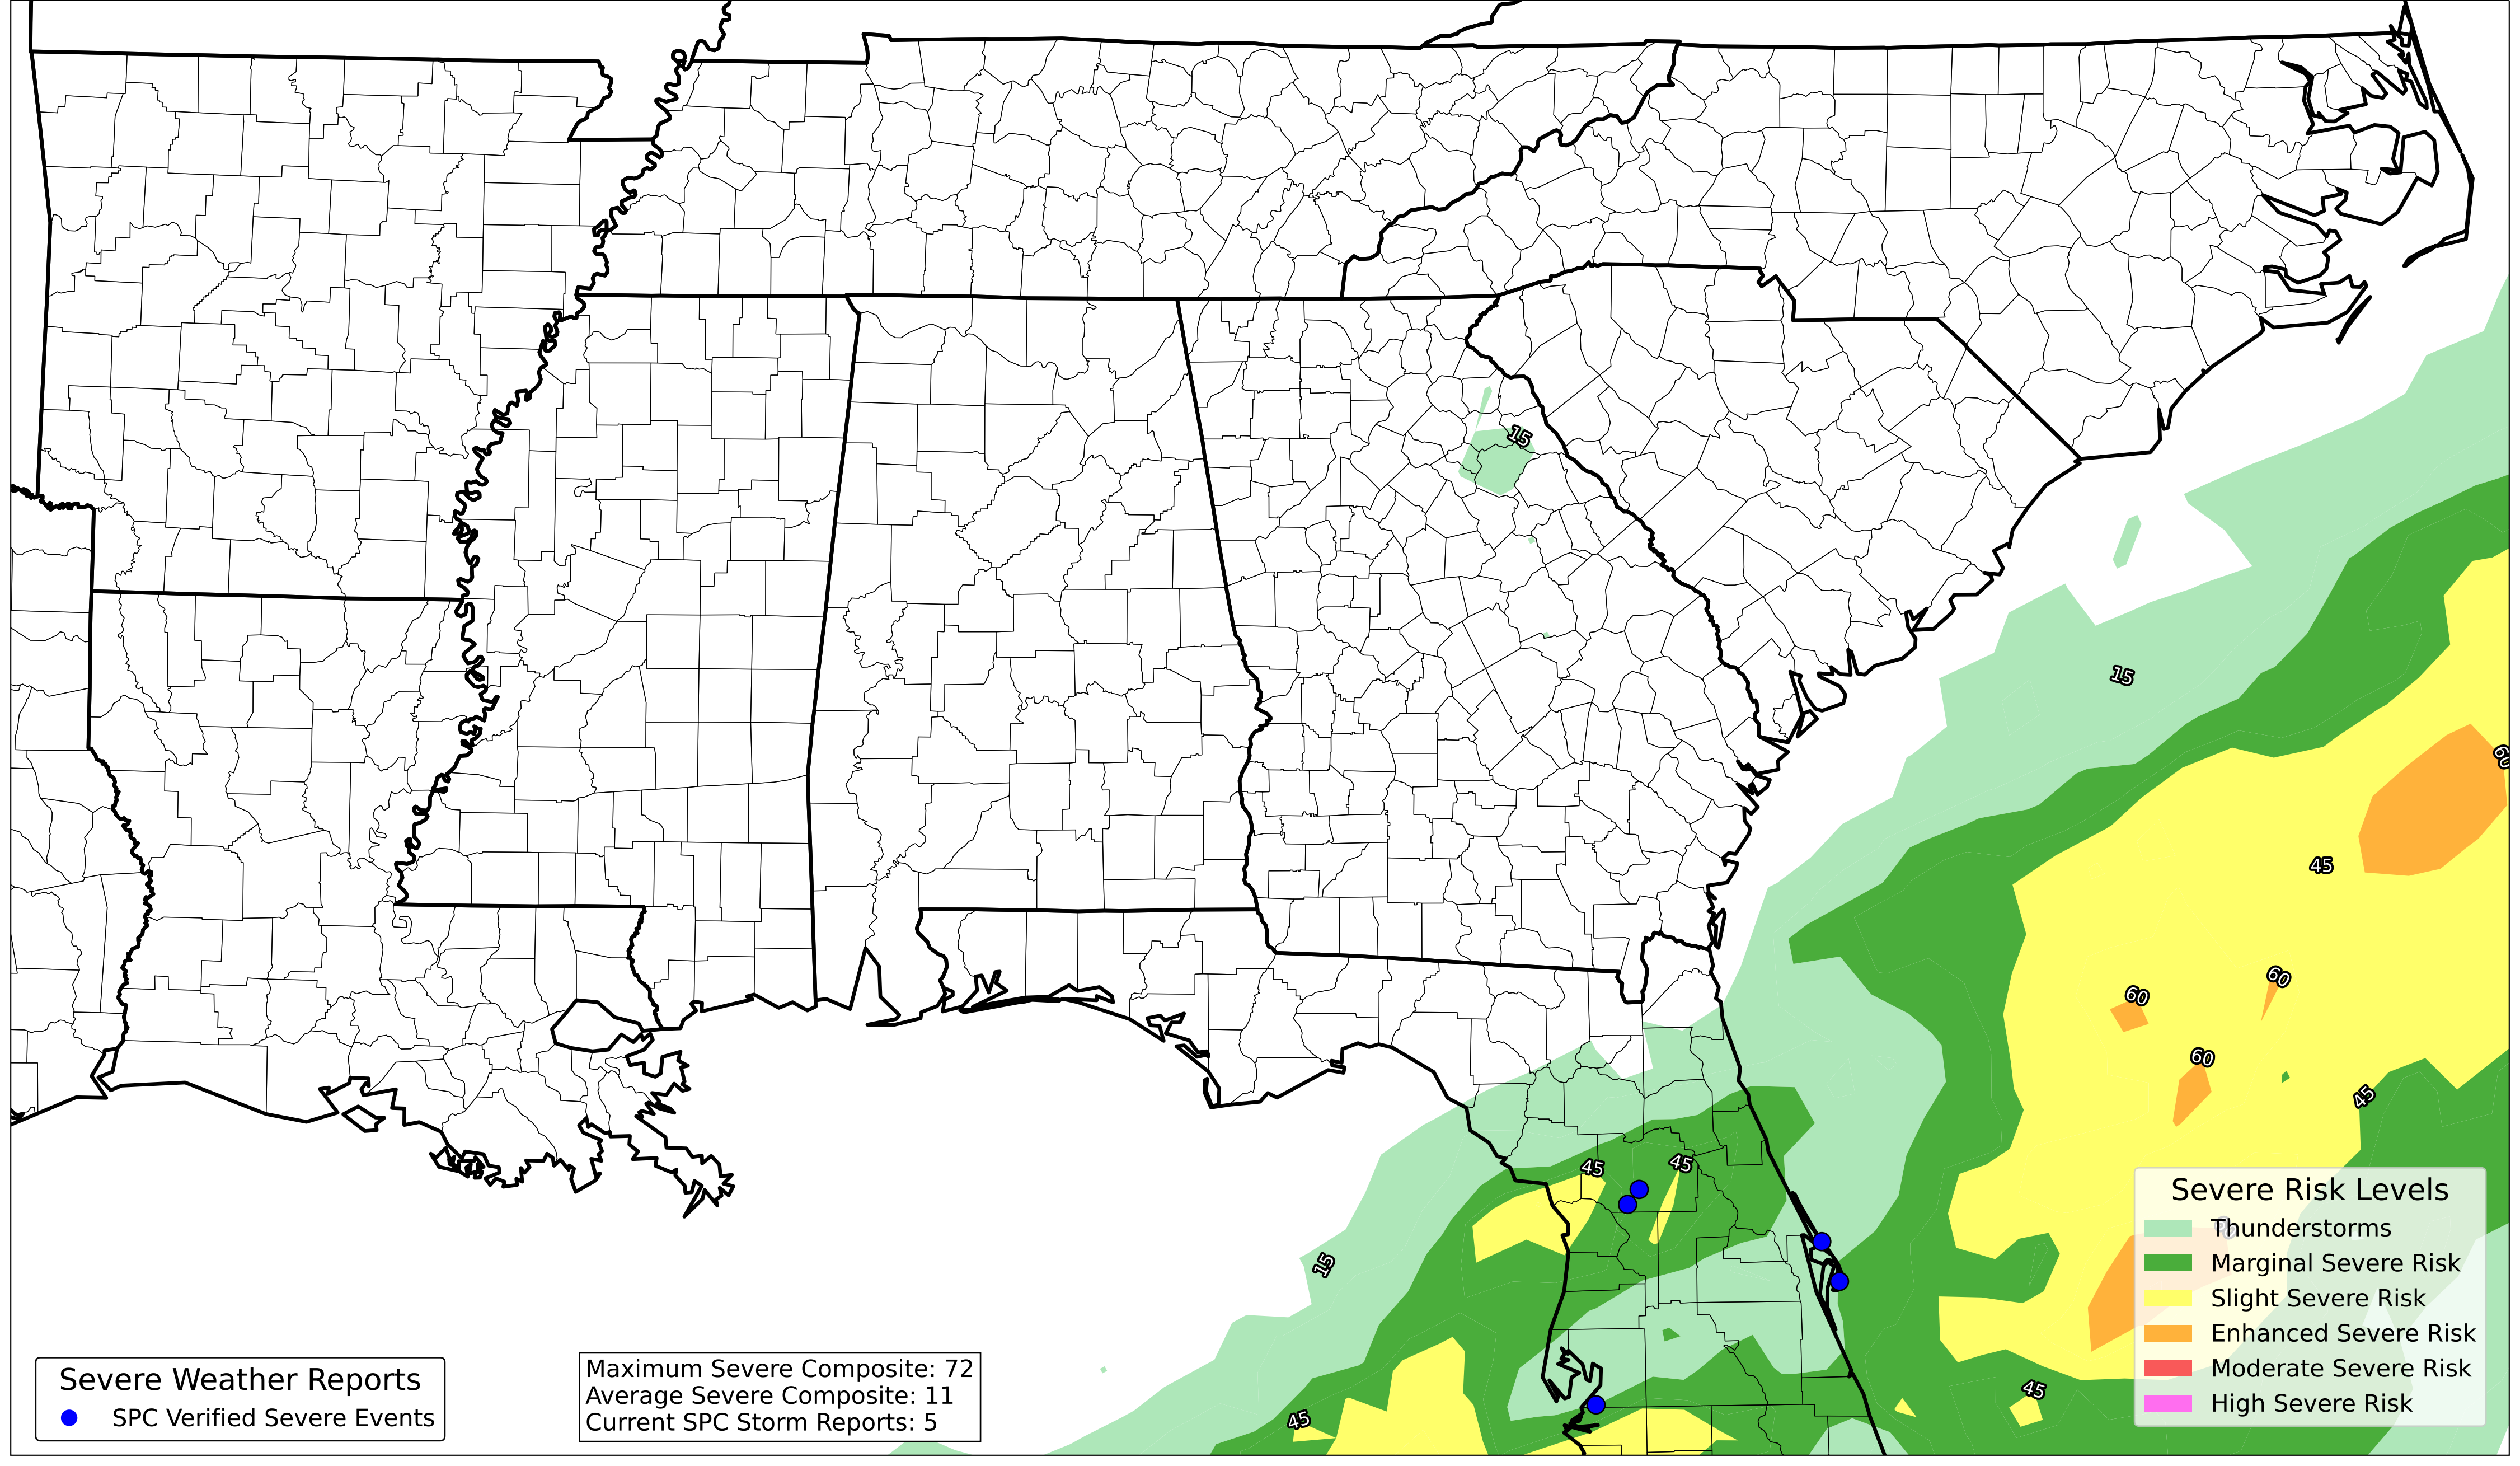 15
15
60
45
60
60
60
45
45
45
15
45
45
Severe Risk Levels
Thunderstorms
Marginal Severe Risk
Slight Severe Risk
Enhanced Severe Risk
Moderate Severe Risk
High Severe Risk
Severe Weather Reports
SPC Verified Severe Events
Maximum Severe Composite: 72
Average Severe Composite: 11
Current SPC Storm Reports: 5